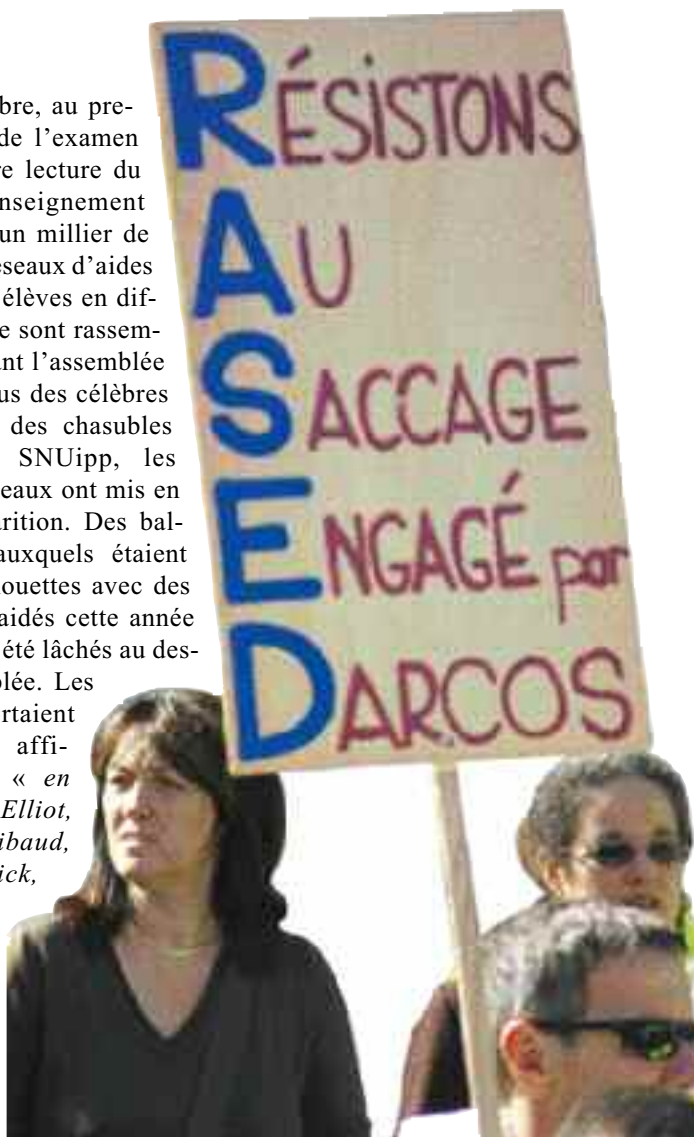 bre, au pre-
de l’examen
re lecture du
nseignement
un millier de
éseaux d’aides
élèves en dif-
e sont rassem-
nt l’assemblée
us des célèbres
des chasubles
SNUipp, les
eaux ont mis en
rition. Des bal-
auxquels étaient
houettes avec des
aidés cette année
été lâchés au des-
blée. Les
rtaient
affi-
« en
Elliot,
ibaud,
ick,
RÉSISTONS
AU
SACCAGE
ENGAGÉ par
DARCOS